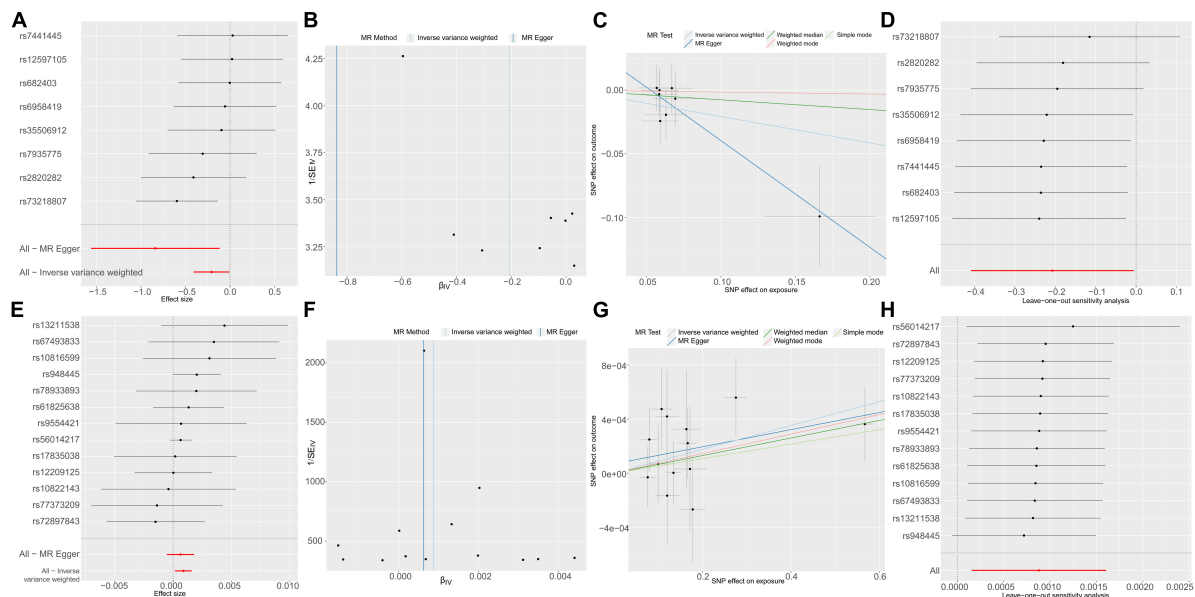 A
rs7441445
rs12597105
rs682403
rs6958419
rs35506912
rs7935775
rs2820282
rs73218807
All − MR Egger
All − Inverse variance weighted
−1.5 −1.0 −0.5 0.0 0.5
Effect size
B
MR Method Inverse variance weighted MR Egger
4.25
4.00
3.75
3.50
3.25
1/SE IV
−0.8 −0.6 −0.4 −0.2 0.0
βIV
C
MR Test Inverse variance weighted Weighted median Simple mode
MR Egger Weighted mode
0.00
−0.05
−0.10
SNP effect on outcome
0.05 0.10 0.15 0.20
SNP effect on exposure
D
rs73218807
rs2820282
rs7935775
rs35506912
rs6958419
rs7441445
rs682403
rs12597105
All
−0.4 −0.3 −0.2 −0.1 0.0 0.1
Leave−one−out sensitivity analysis
E
rs13211538
rs67493833
rs10816599
rs948445
rs78933893
rs61825638
rs9554421
rs56014217
rs17835038
rs12209125
rs10822143
rs77373209
rs72897843
All − MR Egger
All − Inverse
variance weighted
−0.005 0.000 0.005 0.010
Effect size
F
MR Method Inverse variance weighted MR Egger
2000
1500
1000
500
1/SEIV
0.000 0.002 0.004
βIV
G
MR Test Inverse variance weighted Weighted median Simple mode
MR Egger Weighted mode
8e−04
4e−04
0e+00
−4e−04
SNP effect on outcome
0.2 0.4 0.6
SNP effect on exposure
H
rs56014217
rs72897843
rs12209125
rs77373209
rs10822143
rs17835038
rs9554421
rs78933893
rs61825638
rs10816599
rs67493833
rs13211538
rs948445
All
0.0000 0.0005 0.0010 0.0015 0.0020 0.0025
Leave−one−out sensitivity analysis